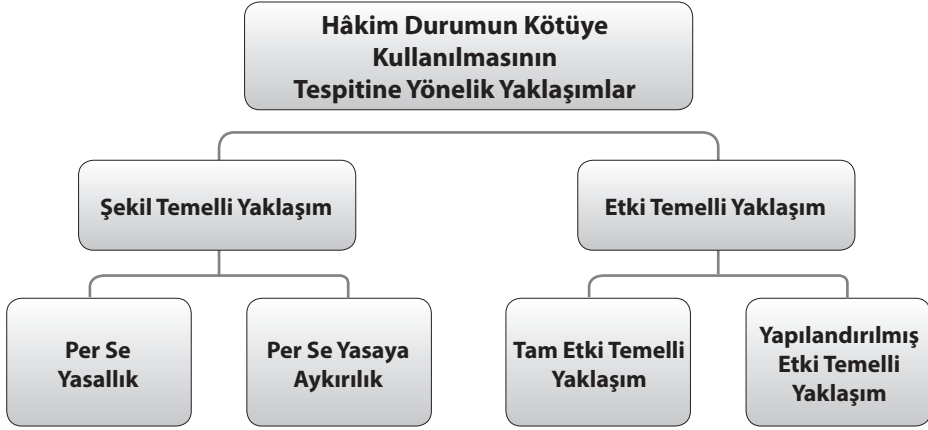 Hâkim Durumun Kötüye
Kullanılmasının
Tespitine Yönelik Yaklaşımlar
Şekil Temelli Yaklaşım
Etki Temelli Yaklaşım
Per Se
Yasallık
Per Se Yasaya
Aykırılık
Tam Etki Temelli
Yaklaşım
Yapılandırılmış
Etki Temelli
Yaklaşım